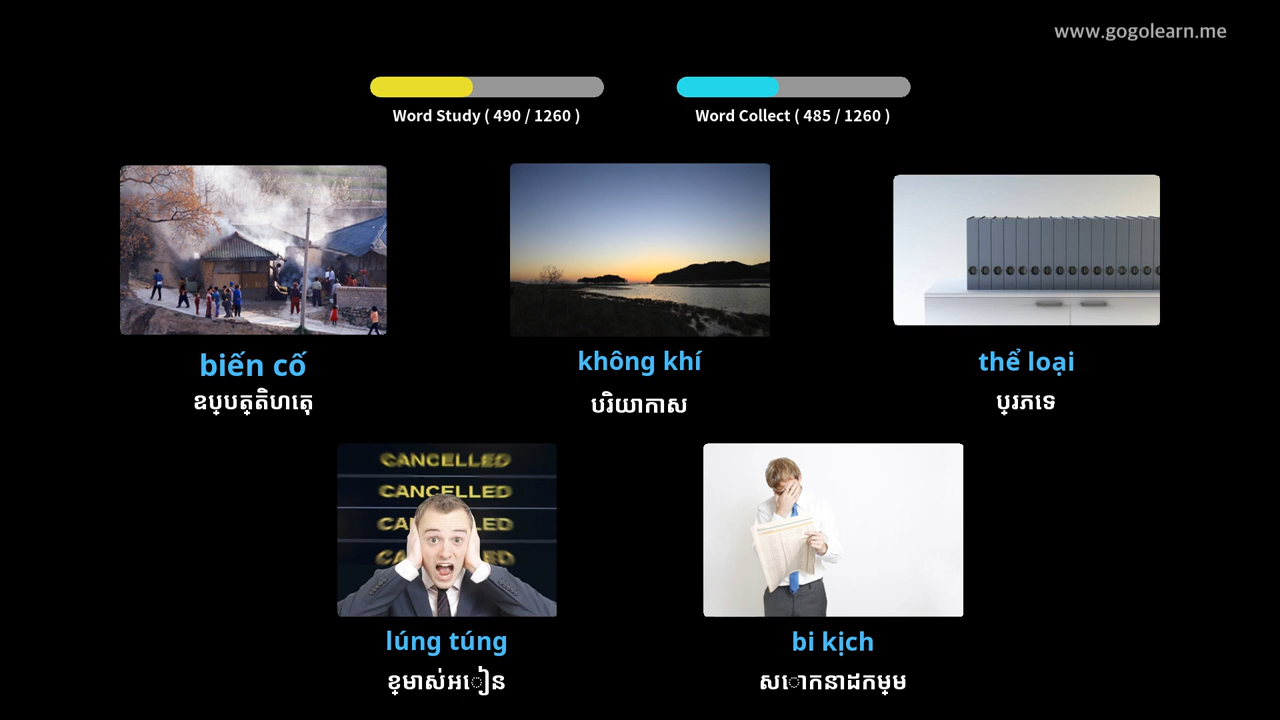 www.gogolearn.me
Word Study ( 490 / 1260 )
Word Collect ( 485 / 1260 )
biến cố
ឧប្បត្តិហេតុ
không khí
បរិយាកាស
thể loại
ប្រភេទ
CANCELLED
CANCELLED
CANCELLED
CANCELLED
lúng túng
ខ្មាស់អៀន
bi kịch
សោកនាដកម្ម